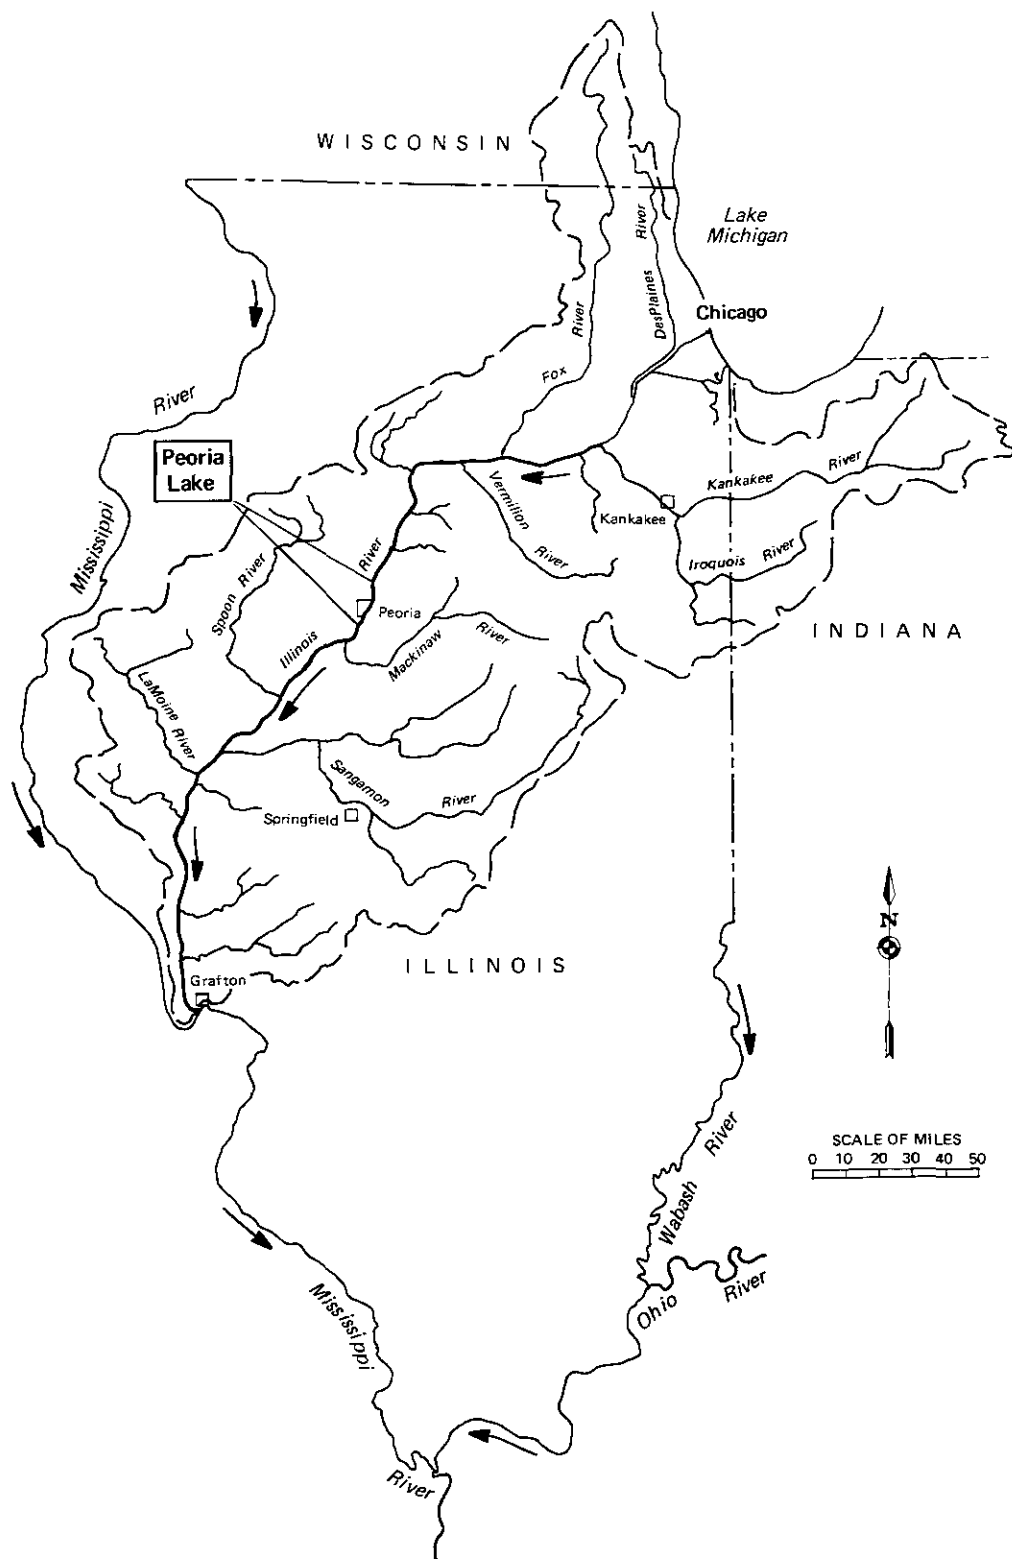 WISCONSIN
Lake
Michigan
River
DesPlaines
River
Chicago
Fox
River
Mississippi
Peoria
Lake
Vermilion
River
Kankakee
Kankakee
River
Iroquois
River
Spoon River
Illinois
River
Peoria
Mackinaw
River
INDIANA
LaMoine River
Sangamon
River
Springfield
ILLINOIS
Grafton
N
SCALE OF MILES
0 10 20 30 40 50
Wabash
River
Ohio
River
Mississippi
River